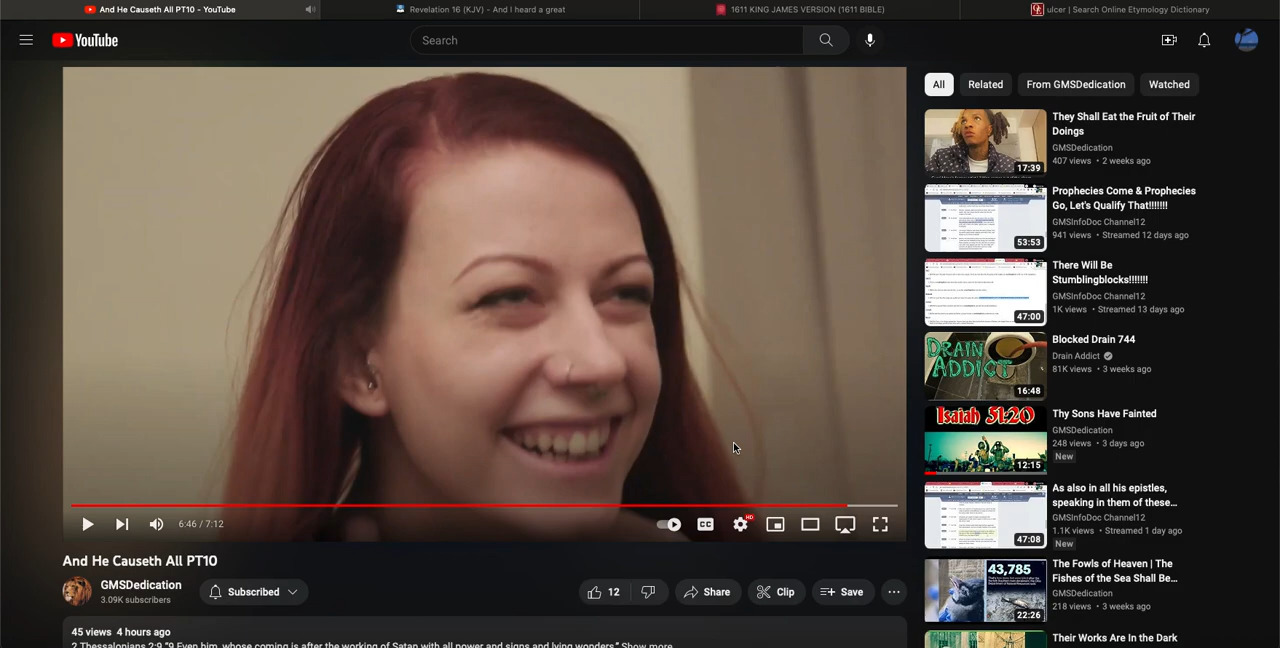 And He Causeth All PT10 - YouTube
Revelation 16 (KJV) - And I heard a great
1611 KING JAMES VERSION (1611 BIBLE)
ulcer | Search Online Etymology Dictionary
YouTube
Search
All
Related
From GMSDedication
Watched
They Shall Eat the Fruit of Their
Doings
GMSDedication
407 views • 2 weeks ago
17:39
Prophecies Come & Prophecies
Go, Let's Qualify That!!!!!!!
GMSInfoDoc Channel12
941 views • Streamed 12 days ago
53:53
There Will Be
Stumblingblocks!!!!!!!
GMSInfoDoc Channel12
1K views • Streamed 13 days ago
47:00
DRAIN
ADDICT
16:48
Blocked Drain 744
Drain Addict
81K views • 3 weeks ago
Isaiah 51:20
12:15
Thy Sons Have Fainted
GMSDedication
248 views • 3 days ago
New
As also in all his epistles,
speaking in them of these...
GMSInfoDoc Channel12
1.1K views • Streamed 1 day ago
New
47:08
43,785
22:26
The Fowls of Heaven | The
Fishes of the Sea Shall Be...
GMSDedication
218 views • 3 weeks ago
Their Works Are In the Dark
6:46 / 7:12
HD
And He Causeth All PT10
GMSDedication
3.09K subscribers
Subscribed
12
Share
Clip
Save
45 views 4 hours ago
2 Thessalonians 2:9 "9 Even him, whose coming is after the working of Satan with all power and signs and lying wonders," Show more